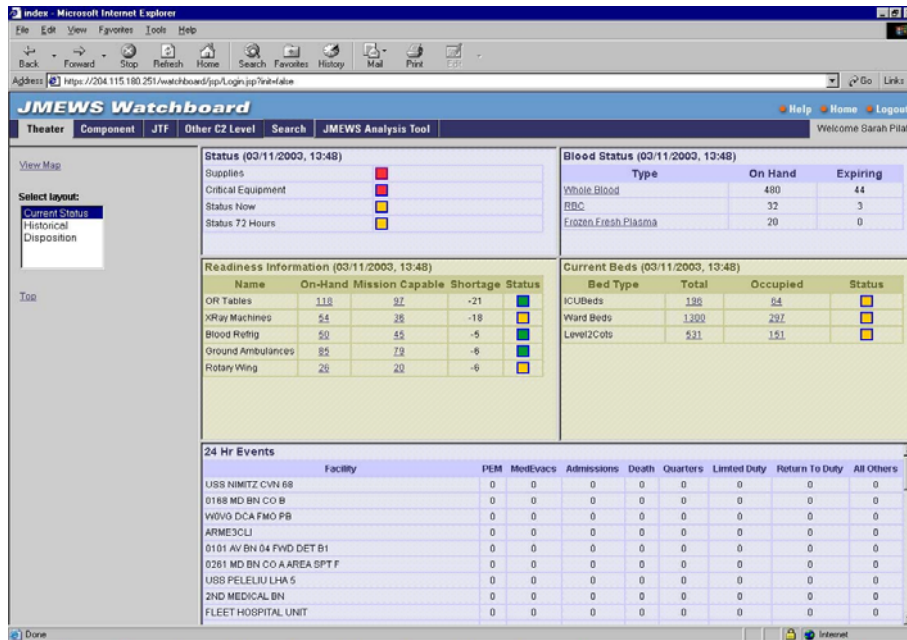 index - Microsoft Internet Explorer
File Edit View Favorites Tools Help
Back Forward Stop Refresh Home Search Favorites History Mail Print Edit
Address https://204.115.180.251/watchboard/jsp/Login.jsp?init=false Go Links
JMEWS Watchboard Help Home Logout
Theater Component JTF Other C2 Level Search JMEWS Analysis Tool Welcome Sarah Pilat
View Map
Select layout:
Current Status
Historical
Disposition
Top
Status (03/11/2003, 13:48)
Supplies
Critical Equipment
Status Now
Status 72 Hours
Blood Status (03/11/2003, 13:48)
Type On Hand Expiring
Whole Blood 480 44
RBC 32 3
Frozen Fresh Plasma 20 0
Readiness Information (03/11/2003, 13:48)
Name On-Hand Mission Capable Shortage Status
OR Tables 118 97 -21
XRay Machines 54 36 -18
Blood Refrig 50 45 -5
Ground Ambulances 85 79 -6
Rotary Wing 26 20 -6
Current Beds (03/11/2003, 13:48)
Bed Type Total Occupied Status
ICUBeds 196 64
Ward Beds 1300 297
Level2Cots 531 151
24 Hr Events
Facility PEM MedEvacs Admissions Death Quarters Limted Duty Return To Duty All Others
USS NIMITZ CVN 68 0 0 0 0 0 0 0 0
0168 MD BN CO B 0 0 0 0 0 0 0 0
W0VG DCA FMO PB 0 0 0 0 0 0 0 0
ARME3CLI 0 0 0 0 0 0 0 0
0101 AV BN 04 FWD DET B1 0 0 0 0 0 0 0 0
0261 MD BN CO A AREA SPT F 0 0 0 0 0 0 0 0
USS PELELIU LHA 5 0 0 0 0 0 0 0 0
2ND MEDICAL BN 0 0 0 0 0 0 0 0
FLEET HOSPITAL UNIT 0 0 0 0 0 0 0 0
Done Internet